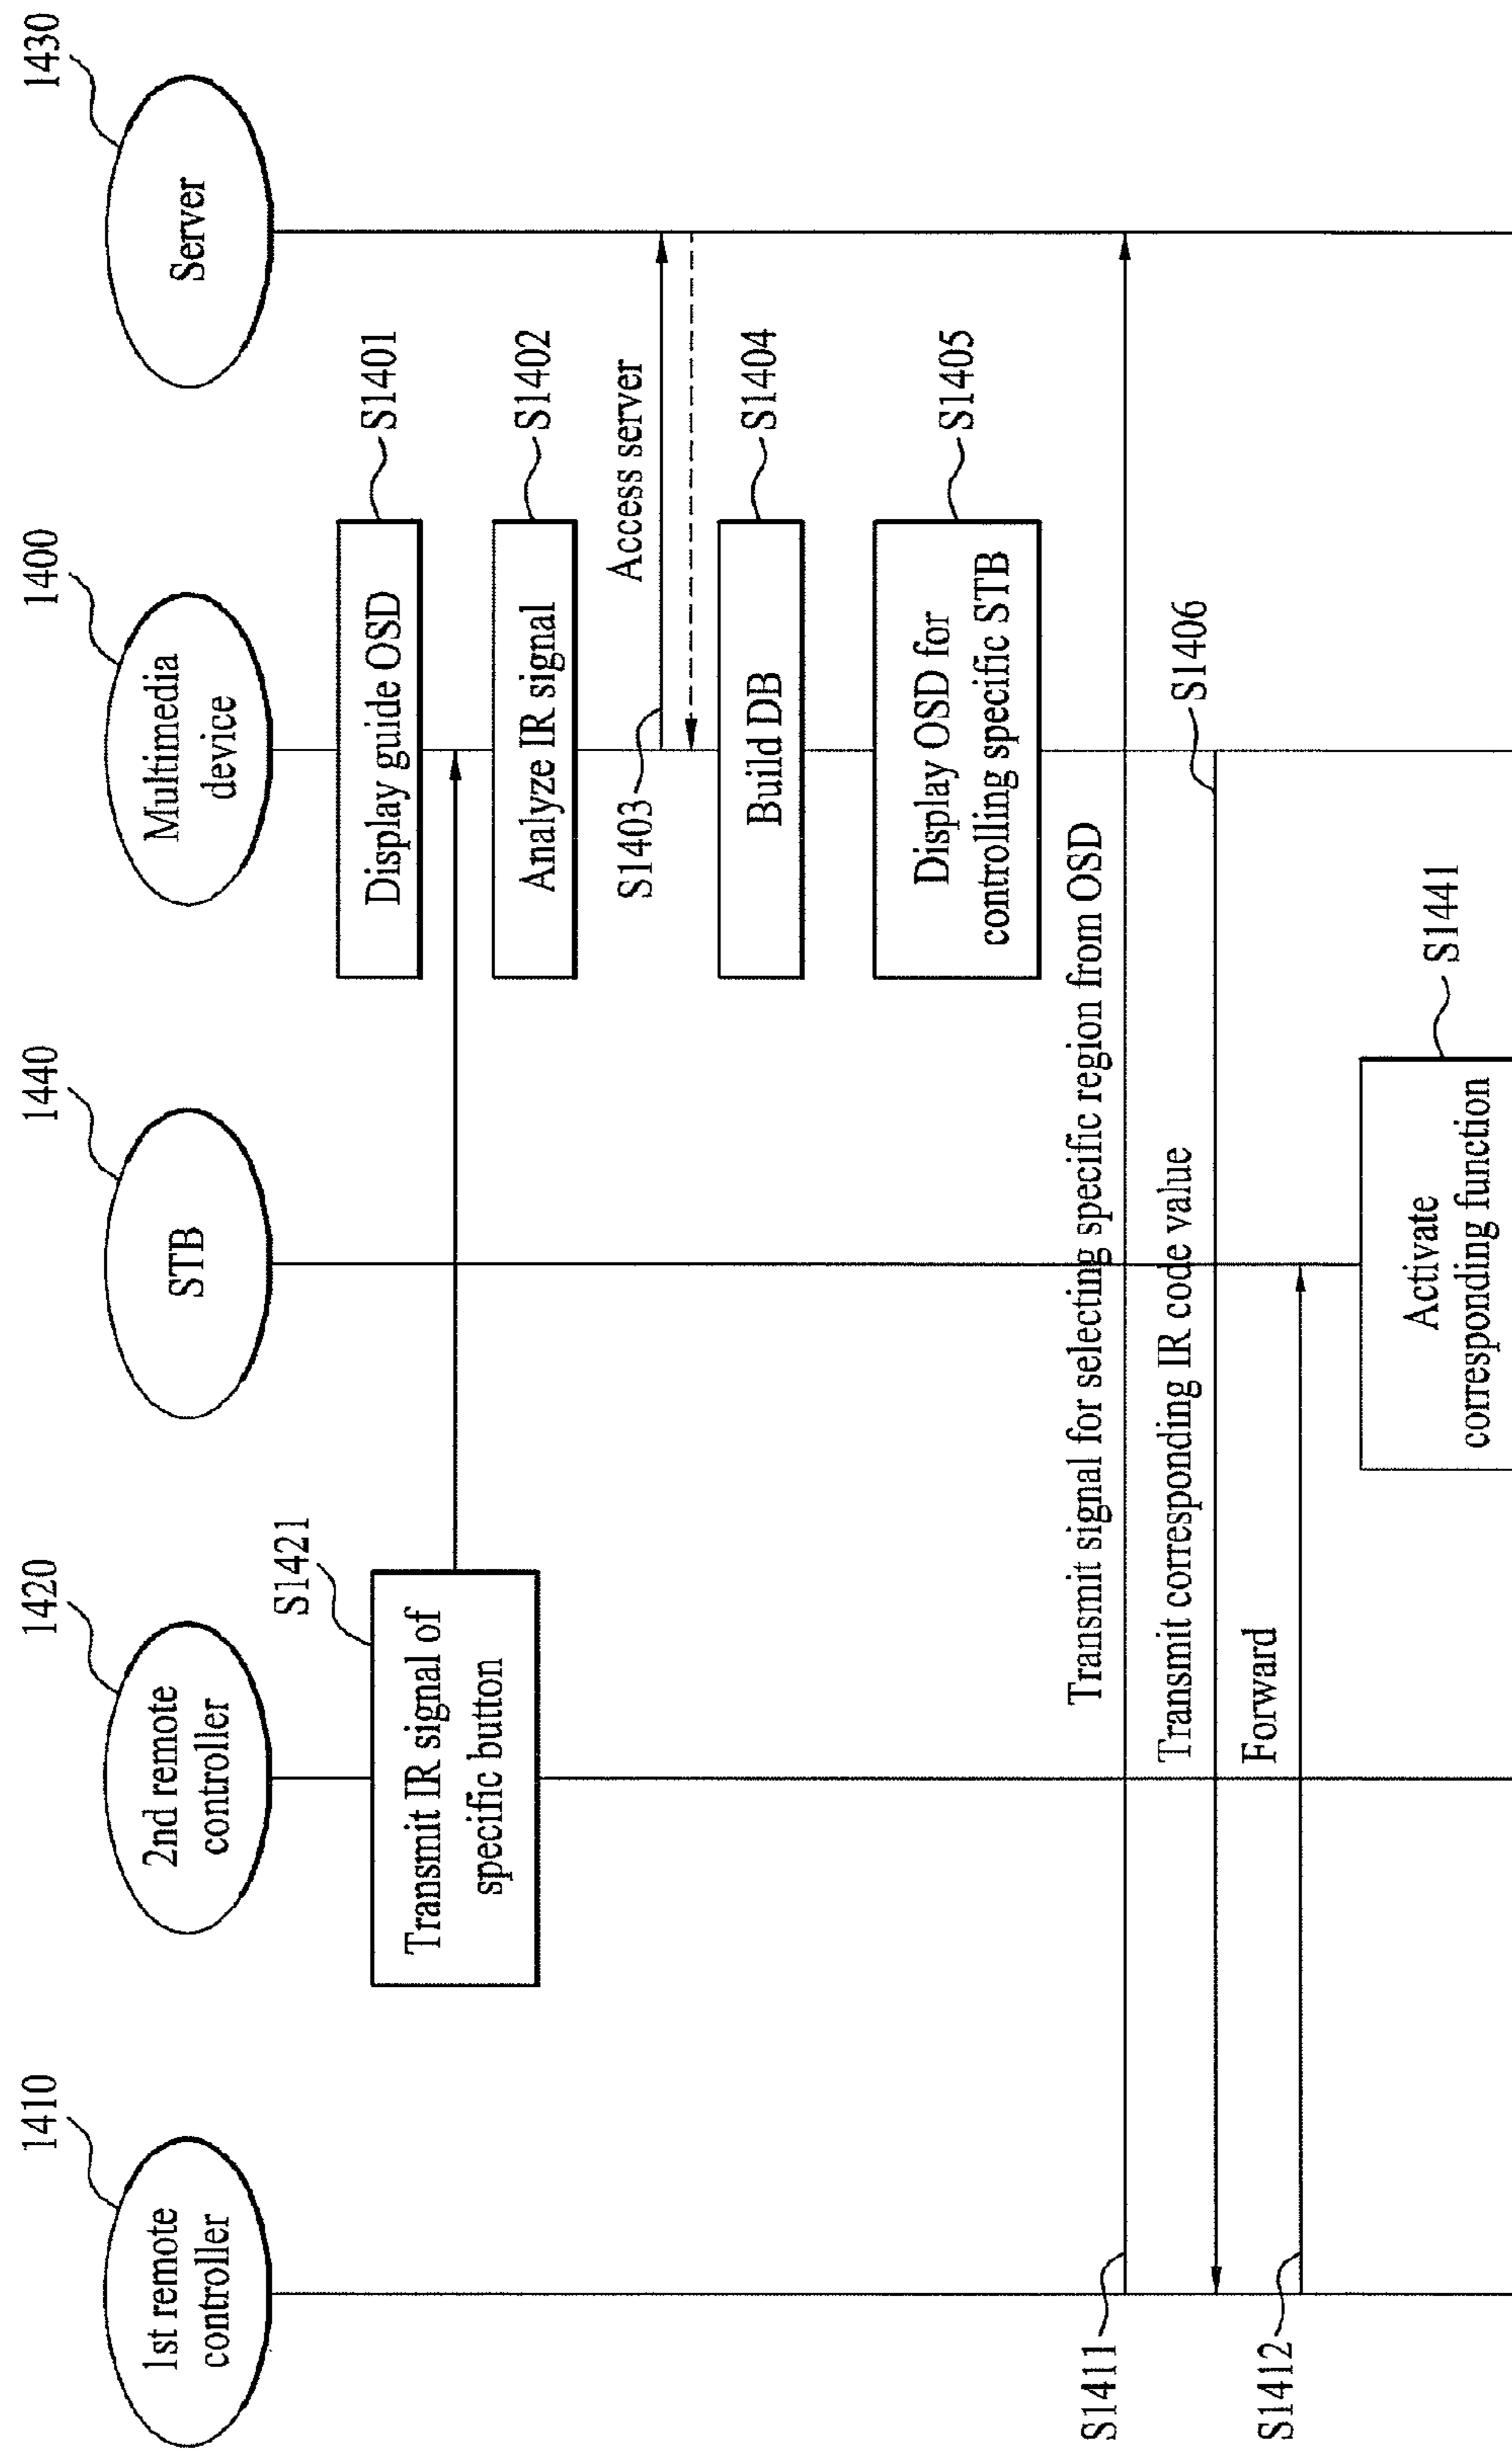 1410
1st remote
controller
1420
2nd remote
controller
1440
STB
1400
Multimedia
device
1430
Server
Display guide OSD
S1401
S1421
Transmit IR signal of
specific button
Analyze IR signal
S1402
S1403
Access server
Build DB
S1404
Display OSD for
controlling specific STB
S1405
S1411
Transmit signal for selecting specific region from OSD
Transmit corresponding IR code value
S1406
S1412
Forward
Activate
corresponding function
S1441